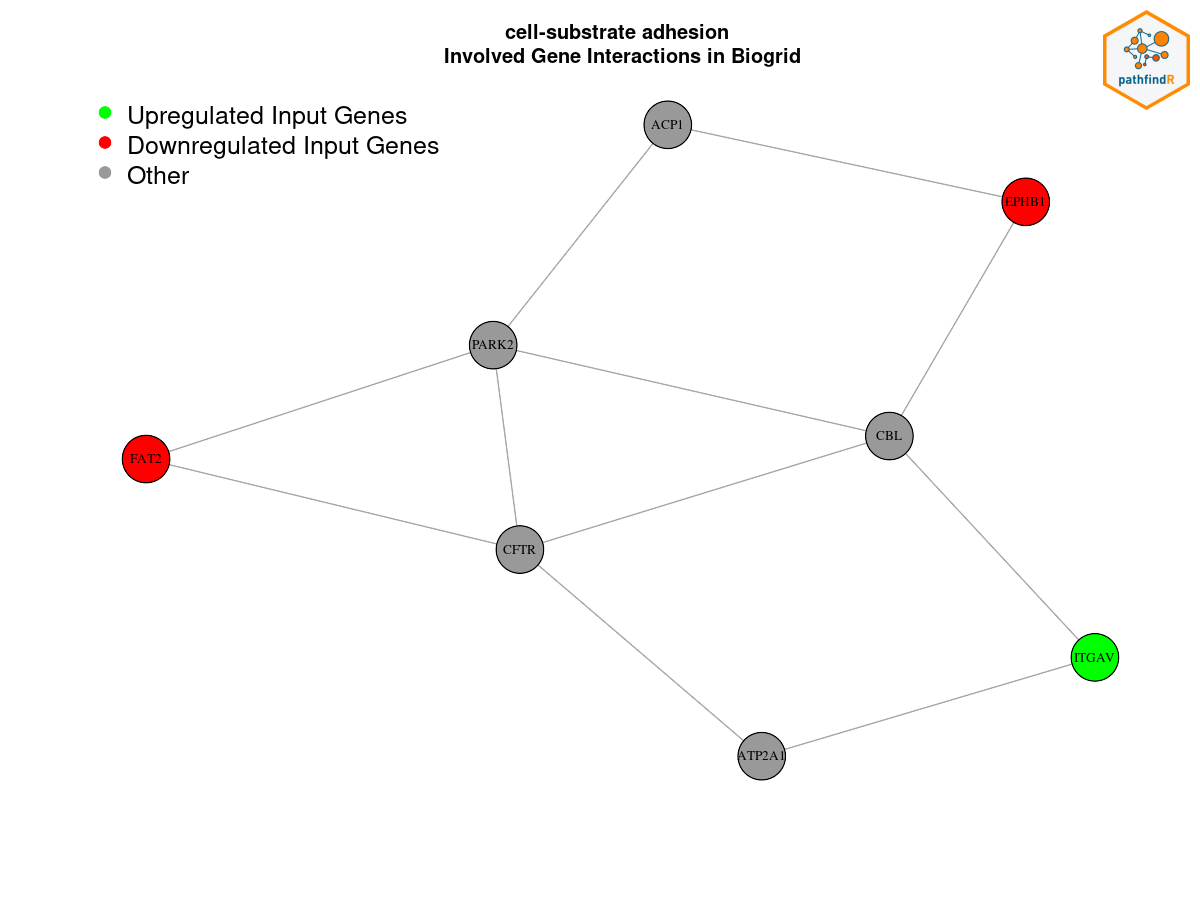 cell-substrate adhesion
Involved Gene Interactions in Biogrid
pathfindR
Upregulated Input Genes
Downregulated Input Genes
Other
ACP1
EPHB1
PARK2
CBL
FAT2
CFTR
ITGAV
ATP2A1